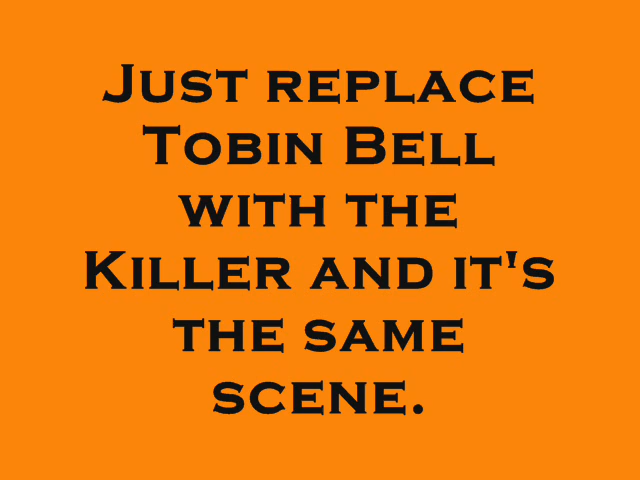 Just replace
Tobin Bell
with the
Killer and it's
the same
scene.